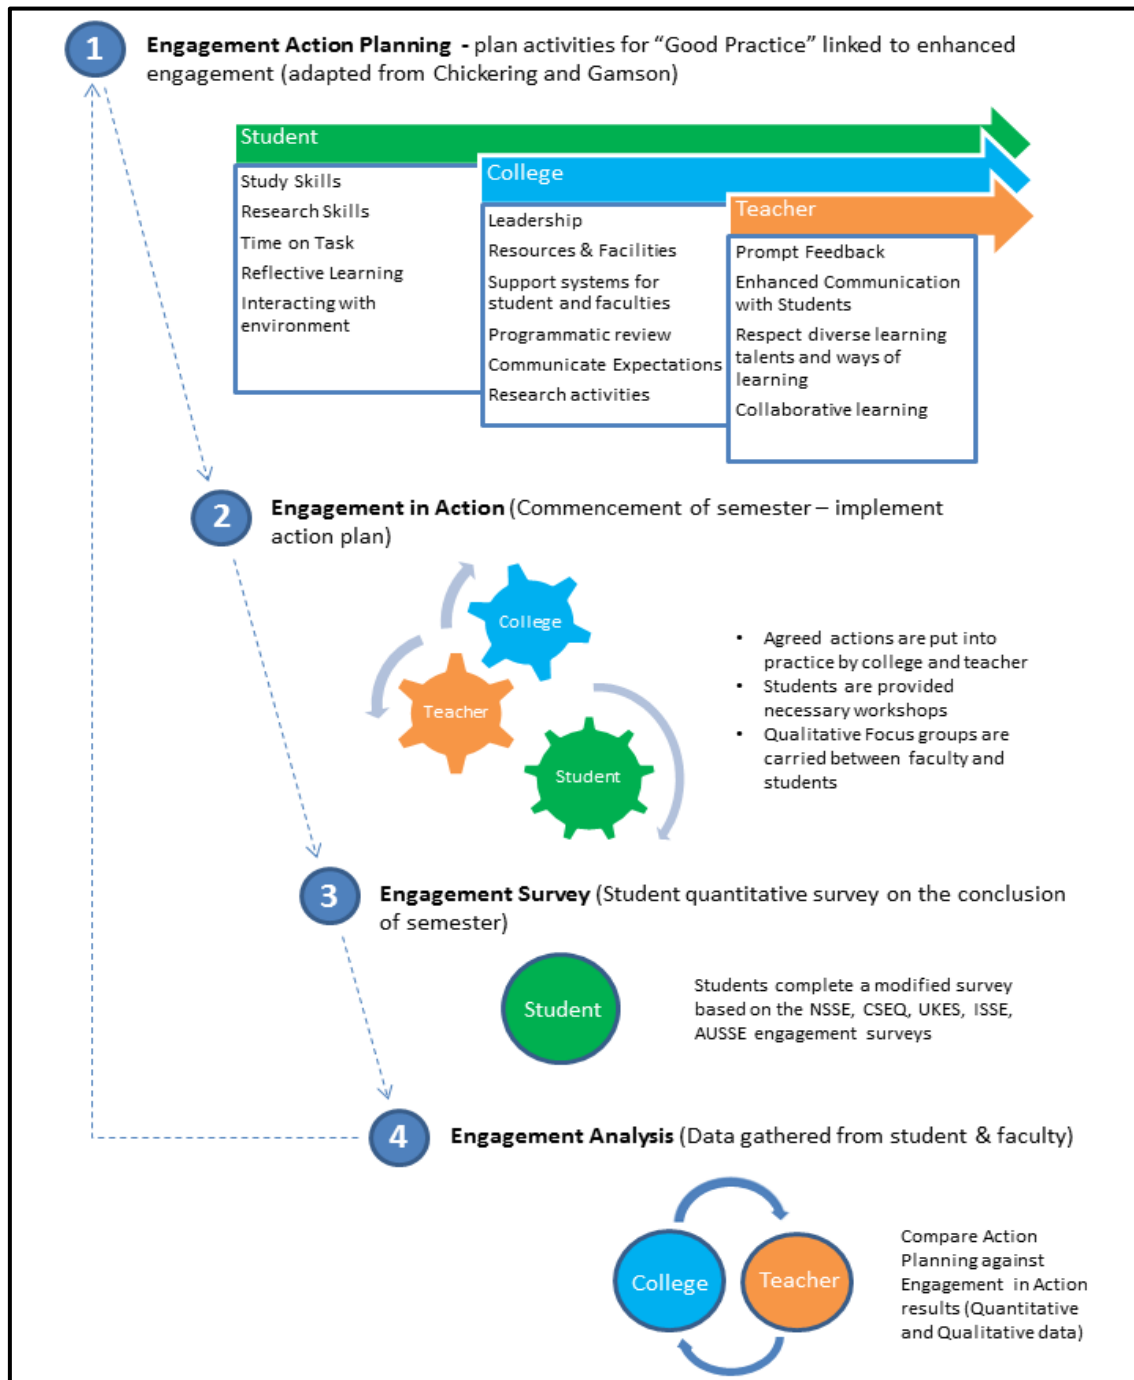 1
Engagement Action Planning - plan activities for “Good Practice” linked to enhanced
engagement (adapted from Chickering and Gamson)
Student
Study Skills
Research Skills
Time on Task
Reflective Learning
Interacting with
environment
College
Leadership
Resources & Facilities
Support systems for
student and faculties
Programmatic review
Communicate Expectations
Research activities
Teacher
Prompt Feedback
Enhanced Communication
with Students
Respect diverse learning
talents and ways of
learning
Collaborative learning
2
Engagement in Action (Commencement of semester – implement
action plan)
College
Teacher
Student
• Agreed actions are put into
practice by college and teacher
• Students are provided
necessary workshops
• Qualitative Focus groups are
carried between faculty and
students
3
Engagement Survey (Student quantitative survey on the conclusion
of semester)
Student
Students complete a modified survey
based on the NSSE, CSEQ, UKES, ISSE,
AUSSE engagement surveys
4
Engagement Analysis (Data gathered from student & faculty)
College
Teacher
Compare Action
Planning against
Engagement in Action
results (Quantitative
and Qualitative data)